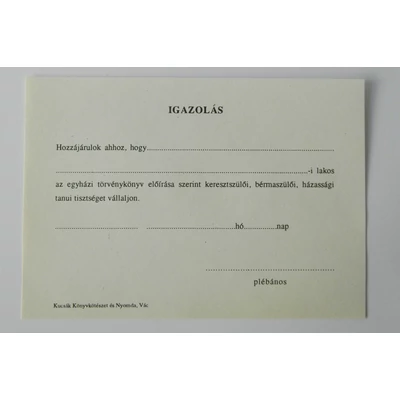 IGAZOLÁS
Hozzájárulok ahhoz, hogy..............................................................................
..............................................................................................................-i lakos
az egyházi törvénykönyv előírása szerint keresztszülői, bérmaszülői, házassági
tanui tisztséget vállaljon.
................................... .....................................hó..............nap
..........................................
plébános
Kucsák Könyvkötészet és Nyomda, Vác